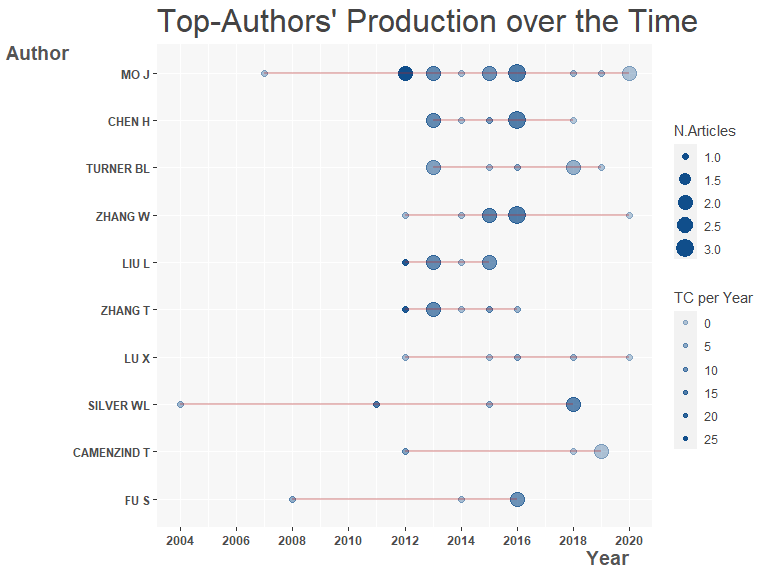 Top-Authors' Production over the Time
Author
MO J
CHEN H
TURNER BL
ZHANG W
LIU L
ZHANG T
LU X
SILVER WL
CAMENZIND T
FU S
2004 2006 2008 2010 2012 2014 2016 2018 2020
Year
N.Articles
1.0
1.5
2.0
2.5
3.0
TC per Year
0
5
10
15
20
25